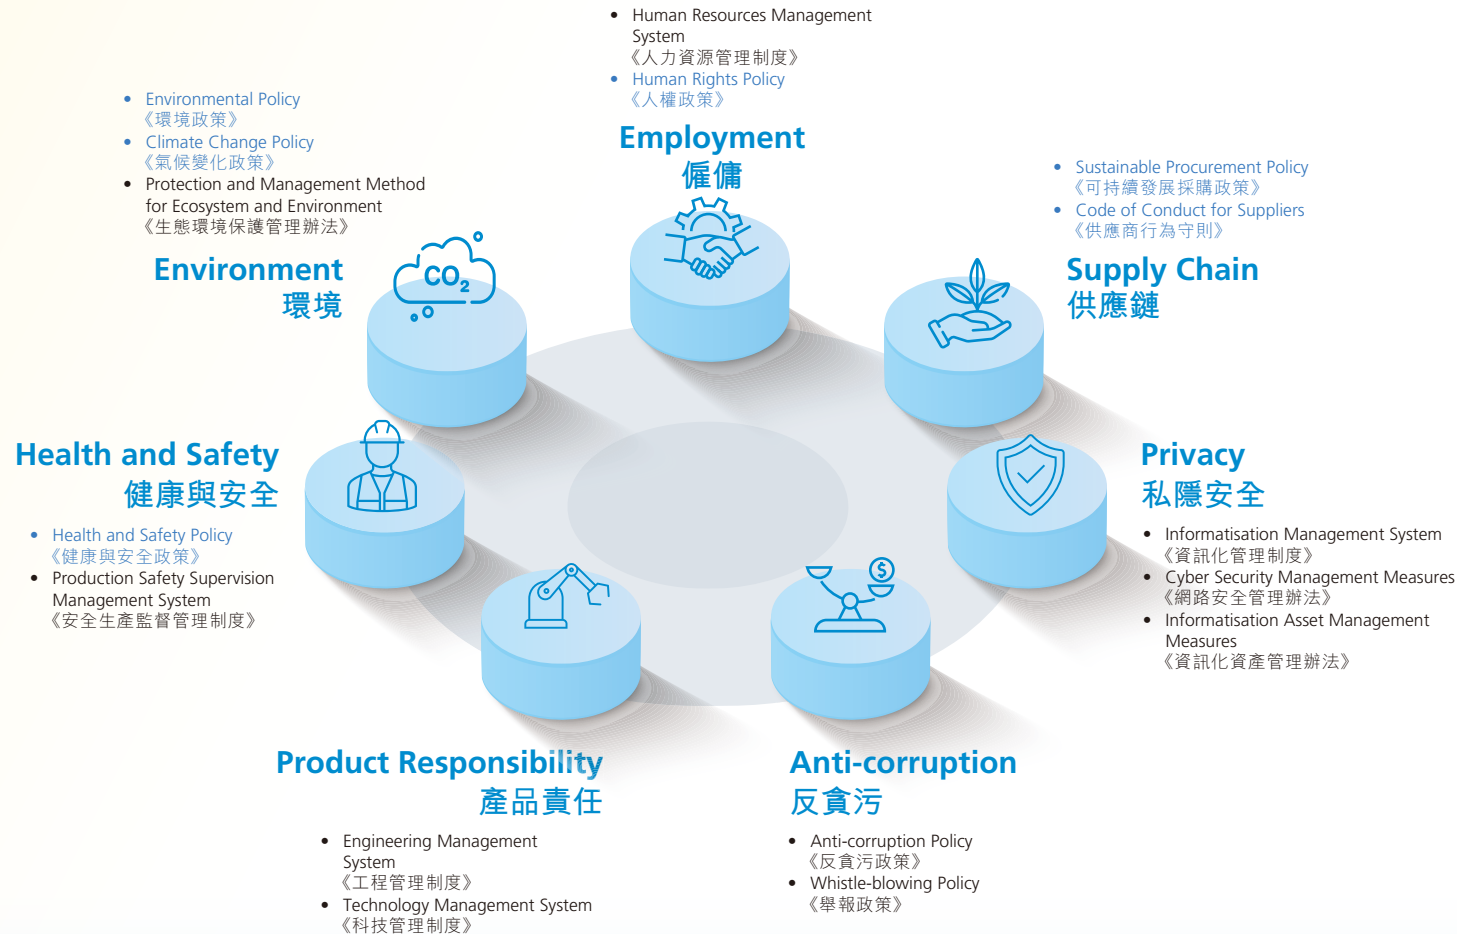 • Human Resources Management
System
《人力資源管理制度》
• Human Rights Policy
《人權政策》
Employment
僱傭
• Environmental Policy
《環境政策》
• Climate Change Policy
《氣候變化政策》
• Protection and Management Method
for Ecosystem and Environment
《生態環境保護管理辦法》
Environment
環境
CO2
• Sustainable Procurement Policy
《可持續發展採購政策》
• Code of Conduct for Suppliers
《供應商行為守則》
Supply Chain
供應鏈
Health and Safety
健康與安全
• Health and Safety Policy
《健康與安全政策》
• Production Safety Supervision
Management System
《安全生產監督管理制度》
Privacy
私隱安全
• Informatisation Management System
《資訊化管理制度》
• Cyber Security Management Measures
《網路安全管理辦法》
• Informatisation Asset Management
Measures
《資訊化資產管理辦法》
$
Product Responsibility
產品責任
• Engineering Management
System
《工程管理制度》
• Technology Management System
《科技管理制度》
Anti-corruption
反貪污
• Anti-corruption Policy
《反貪污政策》
• Whistle-blowing Policy
《舉報政策》